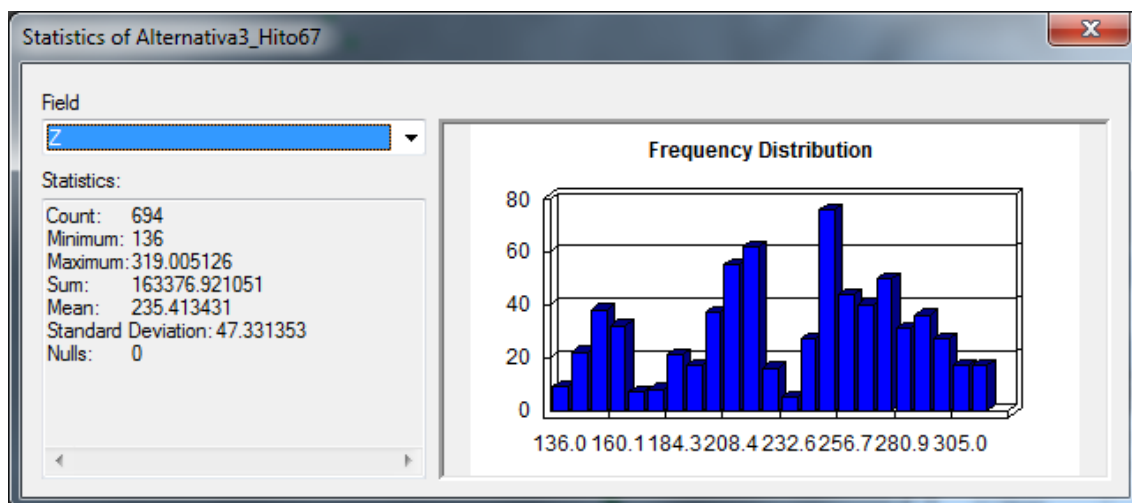 Statistics of Alternativa3_Hito67
X
Field
Z
Statistics:
Count: 694
Minimum: 136
Maximum: 319.005126
Sum: 163376.921051
Mean: 235.413431
Standard Deviation: 47.331353
Nulls: 0
Frequency Distribution
80
60
40
20
0
136.0 160.1 184.3 208.4 232.6 256.7 280.9 305.0